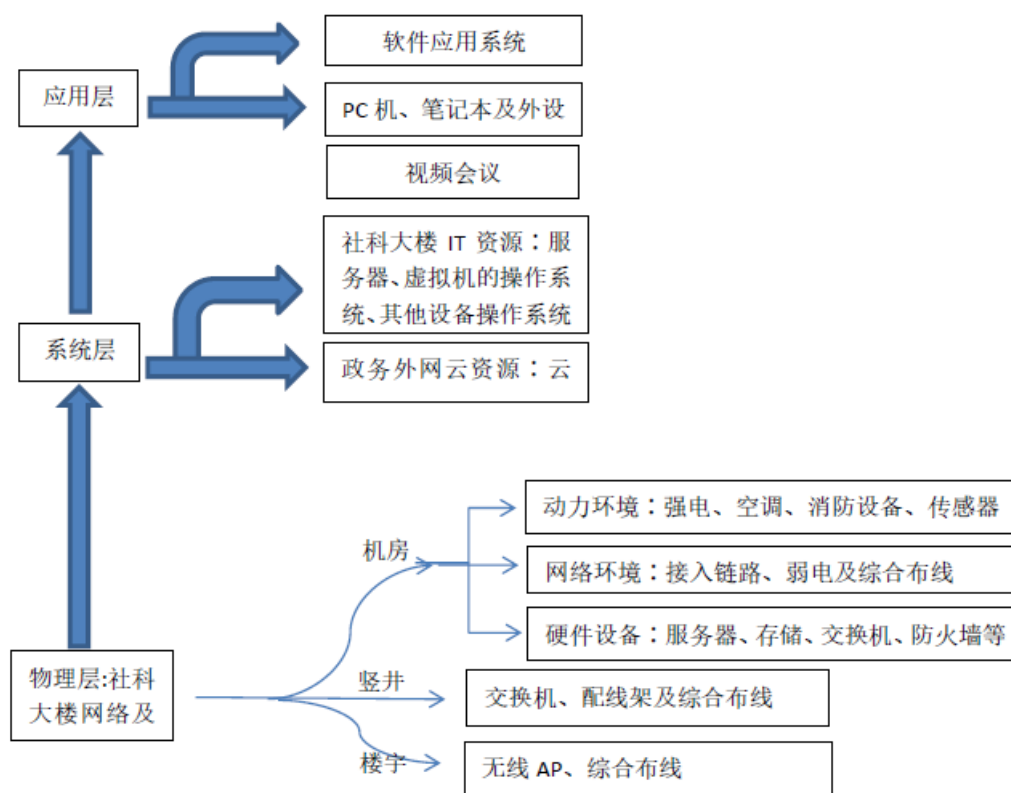 软件应用系统
应用层
PC 机、笔记本及外设
视频会议
社科大楼 IT 资源：服
务器、虚拟机的操作系
统、其他设备操作系统
系统层
政务外网云资源：云
动力环境：强电、空调、消防设备、传感器
机房
网络环境：接入链路、弱电及综合布线
硬件设备：服务器、存储、交换机、防火墙等
物理层:社科
大楼网络及
竖井
交换机、配线架及综合布线
楼宇
无线 AP、综合布线